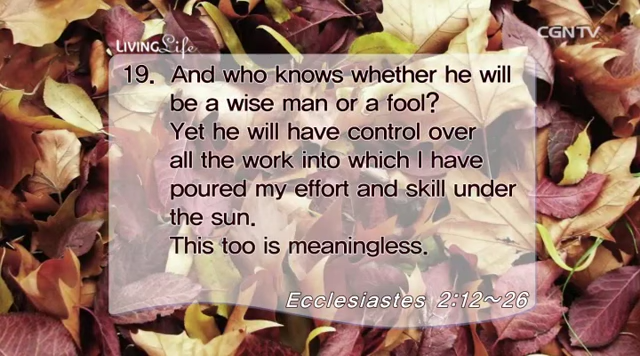 LIVING Life
CGNTV
19. And who knows whether he will
be a wise man or a fool?
Yet he will have control over
all the work into which I have
poured my effort and skill under
the sun.
This too is meaningless.
Ecclesiastes 2:12~26